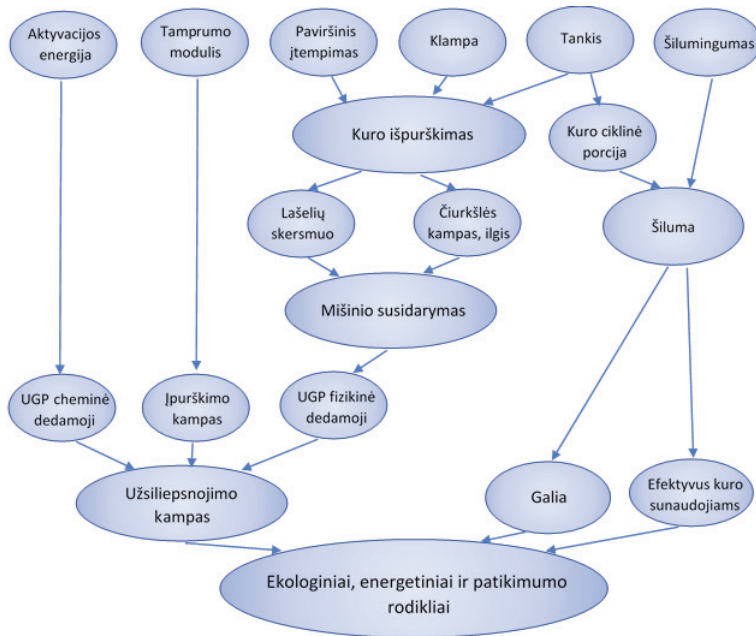 Aktyvacijos
energija
Tamprumo
modulis
Paviršinis
įtempimas
Klampa
Tankis
Šilumingumas
Kuro išpurškimas
Kuro ciklinė
porcija
Lašelių
skersmuo
Čiurkšlės
kampas, ilgis
Šiluma
Mišinio susidarymas
UGP cheminė
dedamoji
Įpurškimo
kampas
UGP fizikinė
dedamoji
Užsiliepsnojimo
kampas
Galia
Efektyvus kuro
sunaudojiams
Ekologiniai, energetiniai ir patikimumo
rodikliai